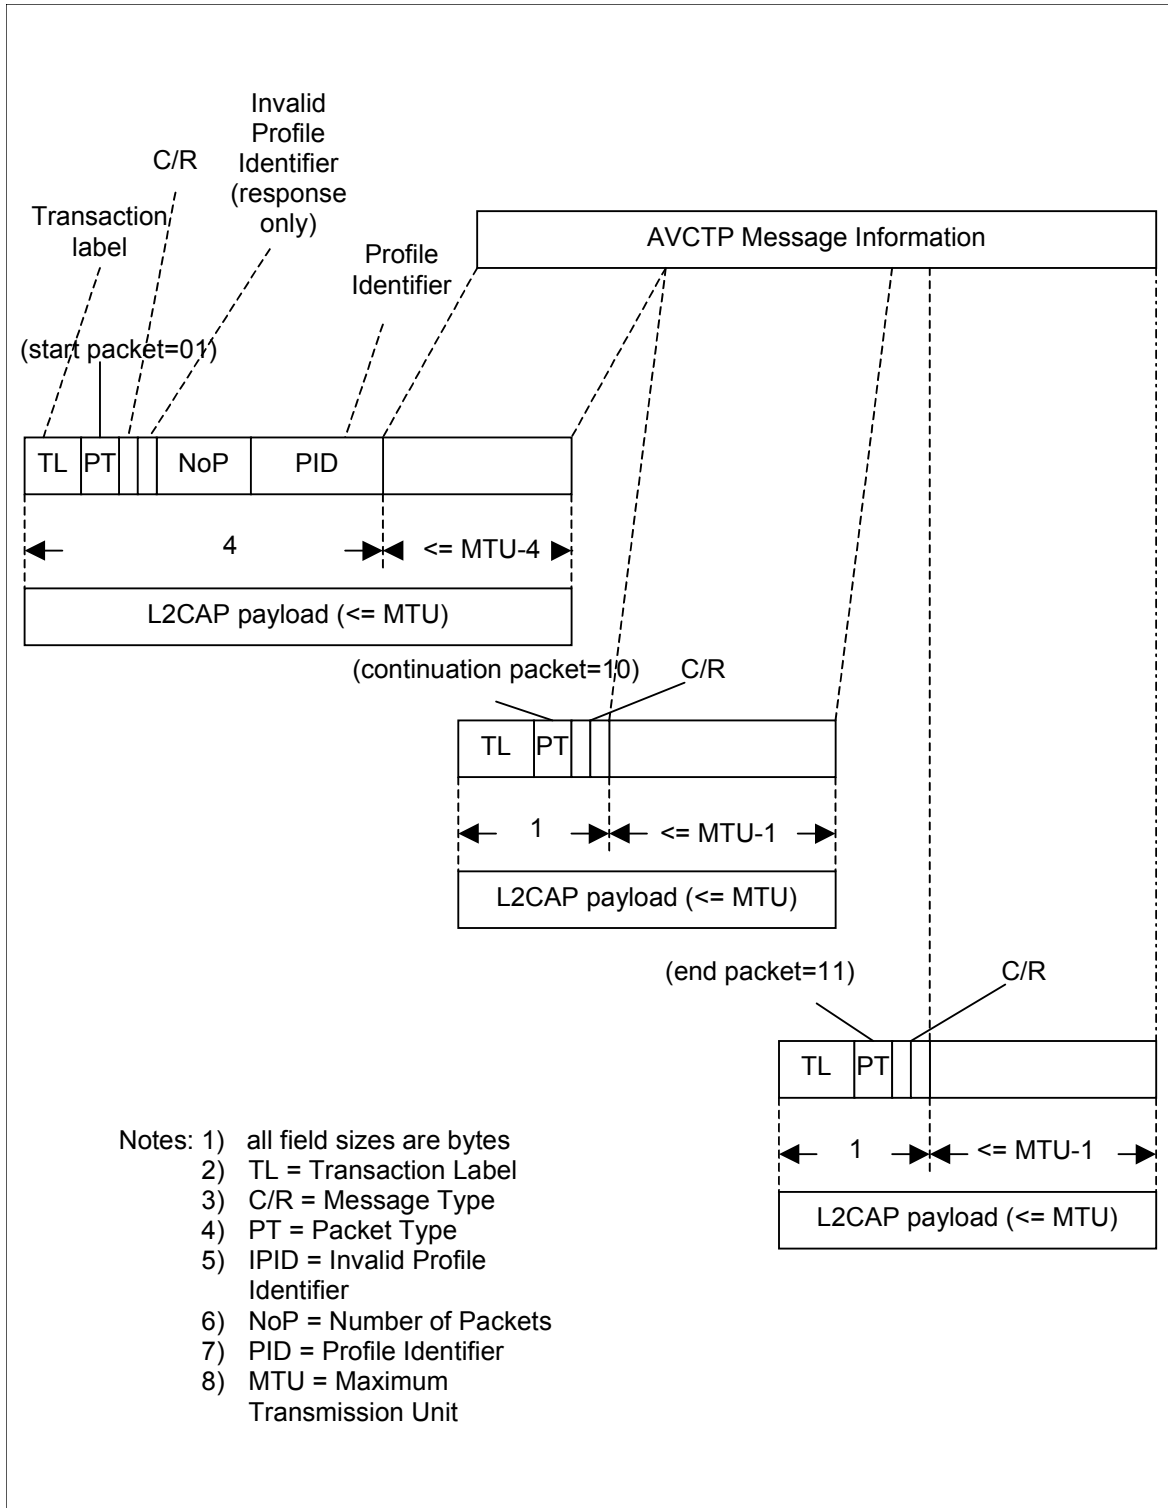 Invalid
Profile
Identifier
(response
only)
C/R
Transaction
label
Profile
Identifier
AVCTP Message Information
(start packet=01)
TL PT NoP PID
4 <= MTU-4
L2CAP payload (<= MTU)
(continuation packet=10) C/R
TL PT
1 <= MTU-1
L2CAP payload (<= MTU)
(end packet=11) C/R
TL PT
1 <= MTU-1
L2CAP payload (<= MTU)
Notes: 1) all field sizes are bytes
2) TL = Transaction Label
3) C/R = Message Type
4) PT = Packet Type
5) IPID = Invalid Profile
Identifier
6) NoP = Number of Packets
7) PID = Profile Identifier
8) MTU = Maximum
Transmission Unit